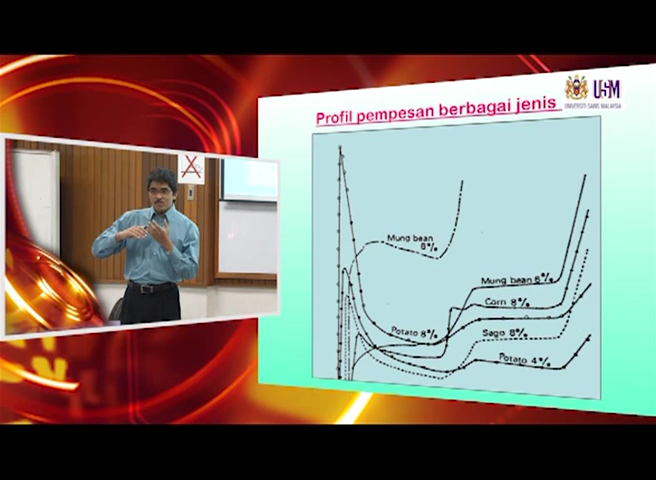 USM
UNIVERSITI SAINS MALAYSIA
Profil pempesan berbagai jenis
Mung bean
8%
Mung bean 6%
Corn 8%
Potato 8%
Sago 8%
Potato 4%